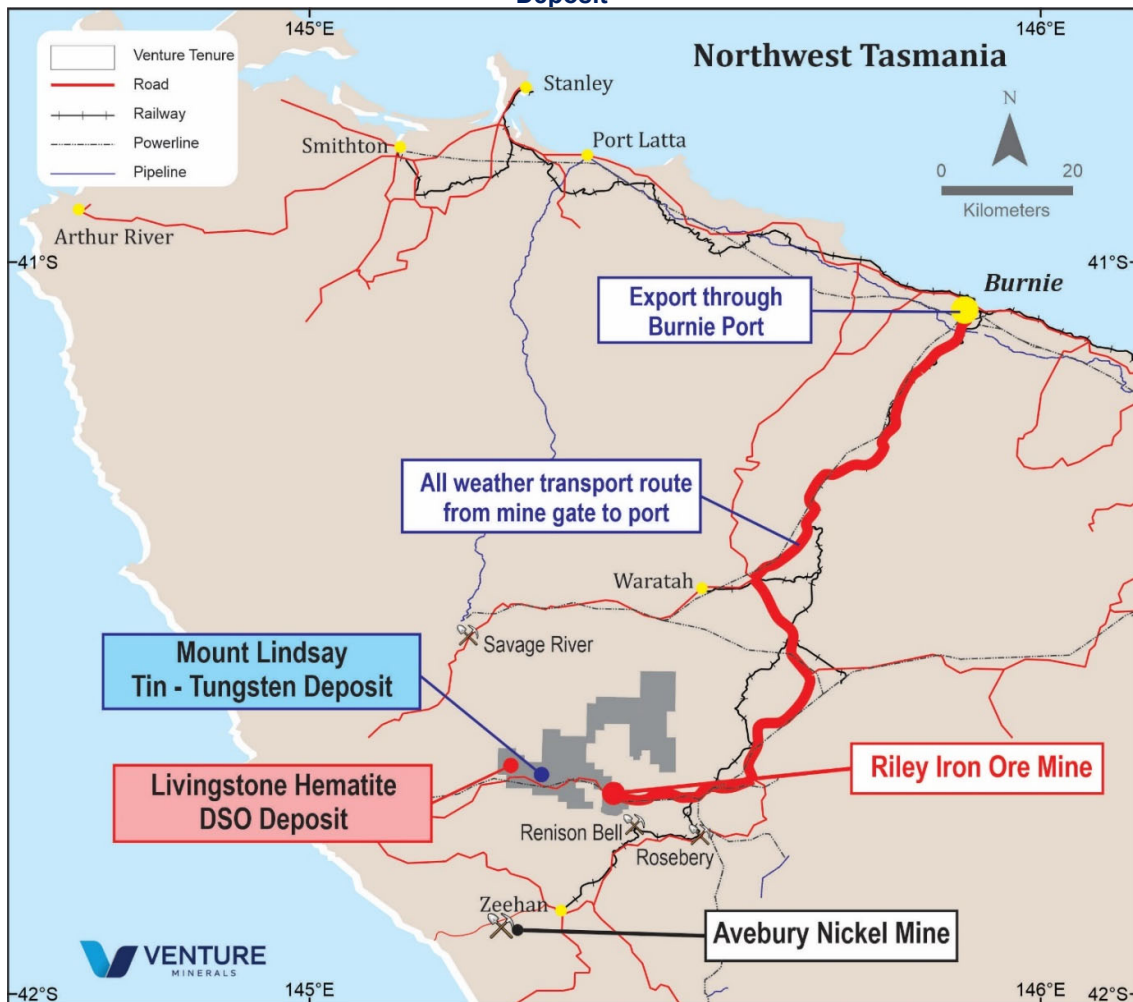 Deposit
145°E
146°E
Venture Tenure
Road
Railway
Powerline
Pipeline
Northwest Tasmania
N
0
20
Kilometers
Stanley
Smithton
Port Latta
Arthur River
41°S
41°S
Burnie
Export through
Burnie Port
All weather transport route
from mine gate to port
Waratah
Savage River
Mount Lindsay
Tin - Tungsten Deposit
Livingstone Hematite
DSO Deposit
Riley Iron Ore Mine
Renison Bell
Rosebery
Zeehan
Avebury Nickel Mine
VENTURE
MINERALS
42°S
145°E
146°E
42°S